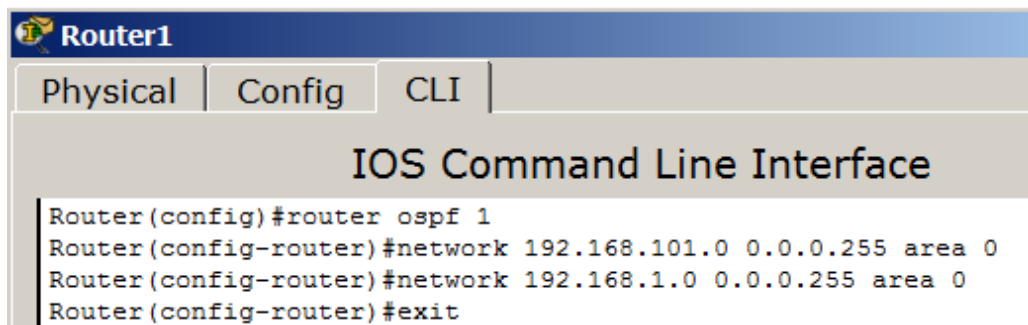 Router1
Physical Config CLI
IOS Command Line Interface
Router(config)#router ospf 1
Router(config-router)#network 192.168.101.0 0.0.0.255 area 0
Router(config-router)#network 192.168.1.0 0.0.0.255 area 0
Router(config-router)#exit